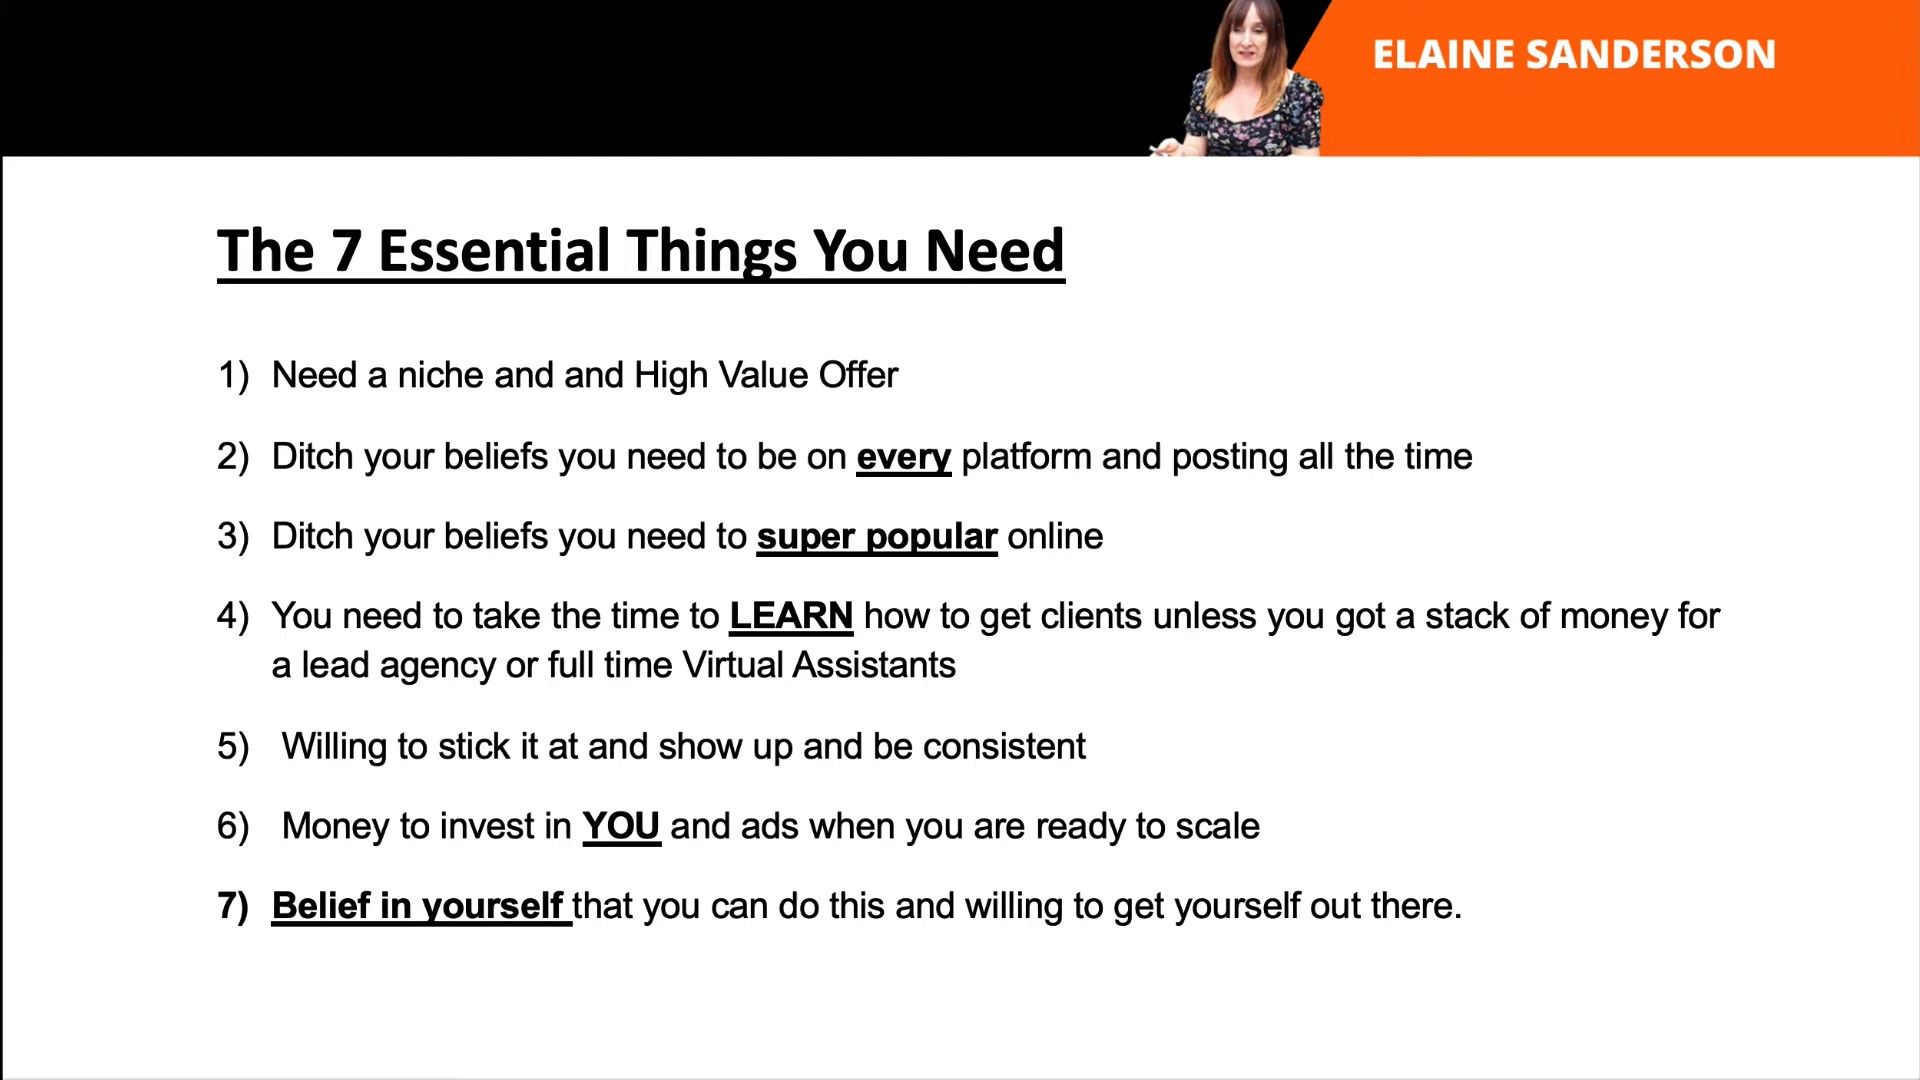 ELAINE SANDERSON
The 7 Essential Things You Need
1) Need a niche and and High Value Offer
2) Ditch your beliefs you need to be on every platform and posting all the time
3) Ditch your beliefs you need to super popular online
4) You need to take the time to LEARN how to get clients unless you got a stack of money for
a lead agency or full time Virtual Assistants
5) Willing to stick it at and show up and be consistent
6) Money to invest in YOU and ads when you are ready to scale
7) Belief in yourself that you can do this and willing to get yourself out there.